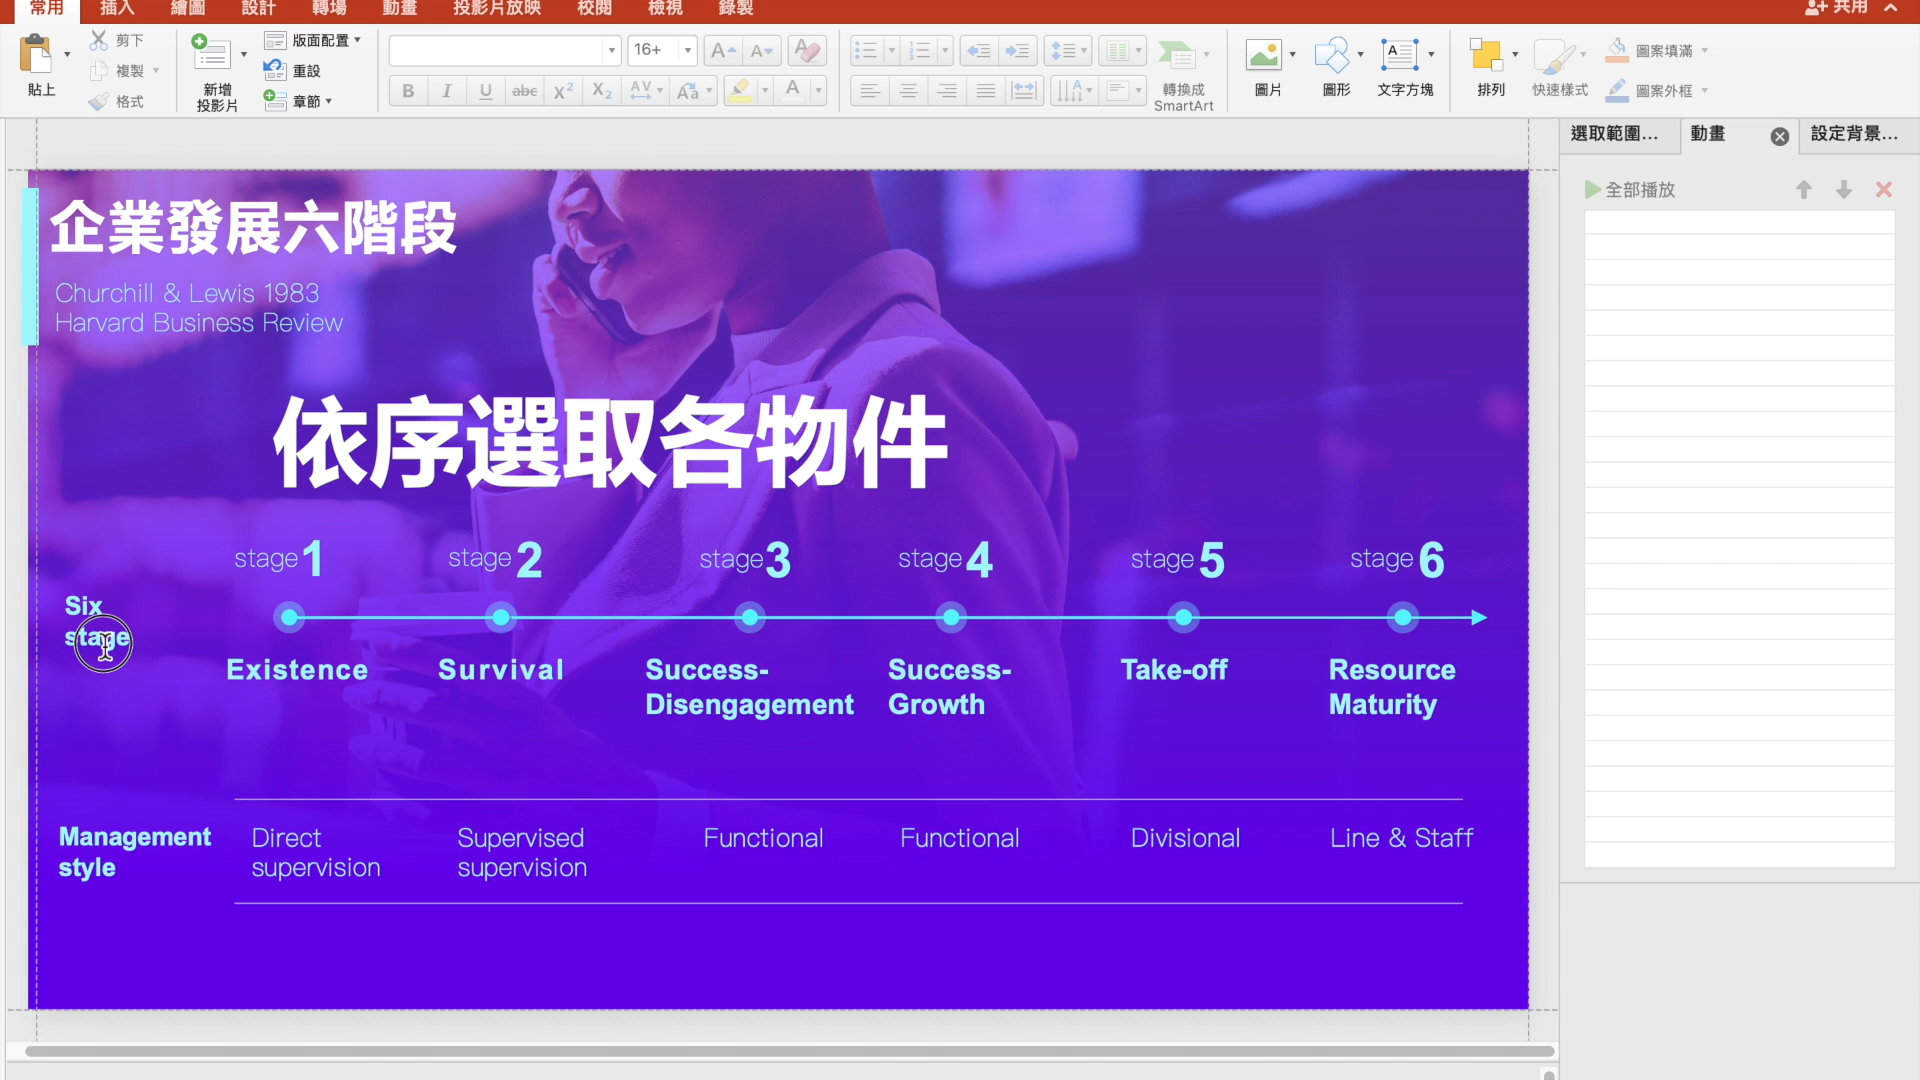 常用 插入 繪圖 設計 轉場 動畫 投影片放映 校閱 檢視 錄製 共用
貼上
剪下
複製
格式
新增
投影片
版面配置
重設
章節
16+
B I U abc X² X₂ AV Aa A
轉換成
SmartArt
圖片
圖形
文字方塊
排列
快速樣式
圖案填滿
圖案外框
選取範圍...
動畫
設定背景...
全部播放
企業發展六階段
Churchill & Lewis 1983
Harvard Business Review
依序選取各物件
stage 1
stage 2
stage 3
stage 4
stage 5
stage 6
Six
stage
Existence
Survival
Success-
Disengagement
Success-
Growth
Take-off
Resource
Maturity
Management
style
Direct
supervision
Supervised
supervision
Functional
Functional
Divisional
Line & Staff